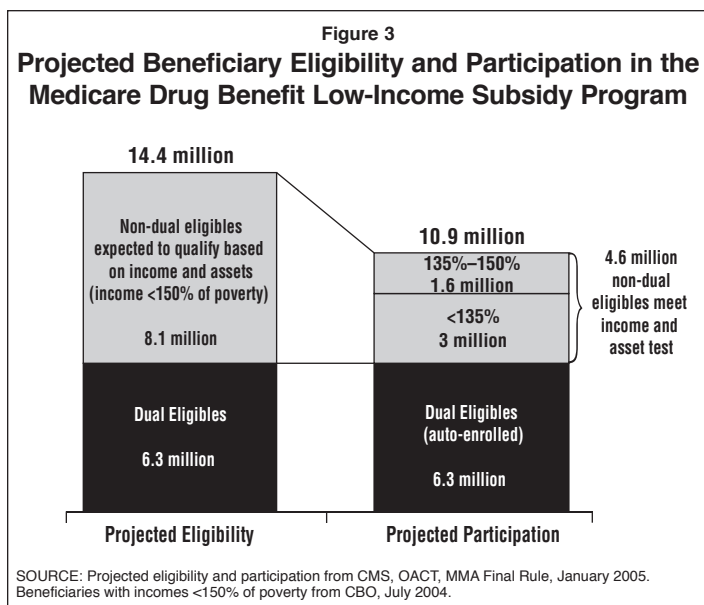 Figure 3
Projected Beneficiary Eligibility and Participation in the
Medicare Drug Benefit Low-Income Subsidy Program
14.4 million
Non-dual eligibles
expected to qualify based
on income and assets
(income <150% of poverty)
8.1 million
Dual Eligibles
6.3 million
10.9 million
135%–150%
1.6 million
<135%
3 million
Dual Eligibles
(auto-enrolled)
6.3 million
4.6 million
non-dual
eligibles meet
income and
asset test
Projected Eligibility
Projected Participation
SOURCE: Projected eligibility and participation from CMS, OACT, MMA Final Rule, January 2005.
Beneficiaries with incomes <150% of poverty from CBO, July 2004.